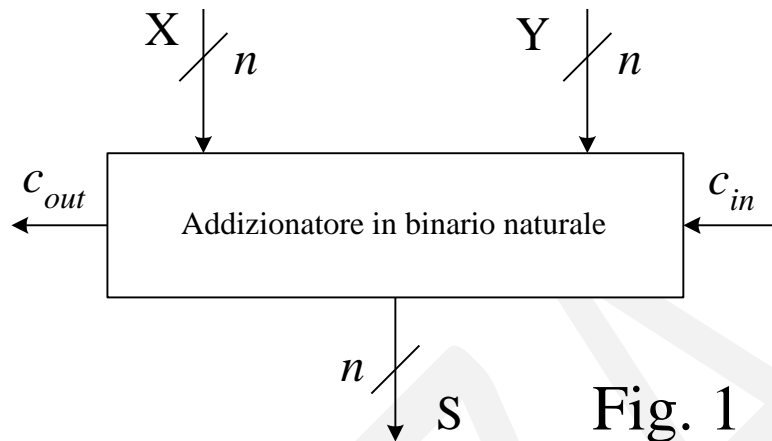 X
Y
n
n
c_out
c_in
Addizionatore in binario naturale
n
S
Fig. 1